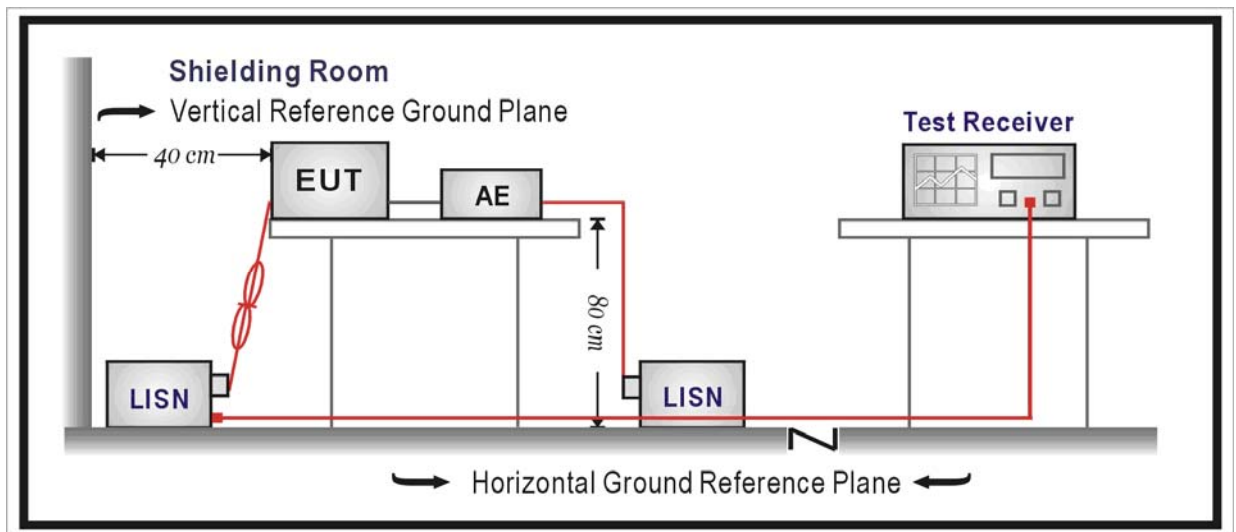 Shielding Room
Vertical Reference Ground Plane
Test Receiver
40 cm
EUT
AE
80 cm
LISN
LISN
Horizontal Ground Reference Plane